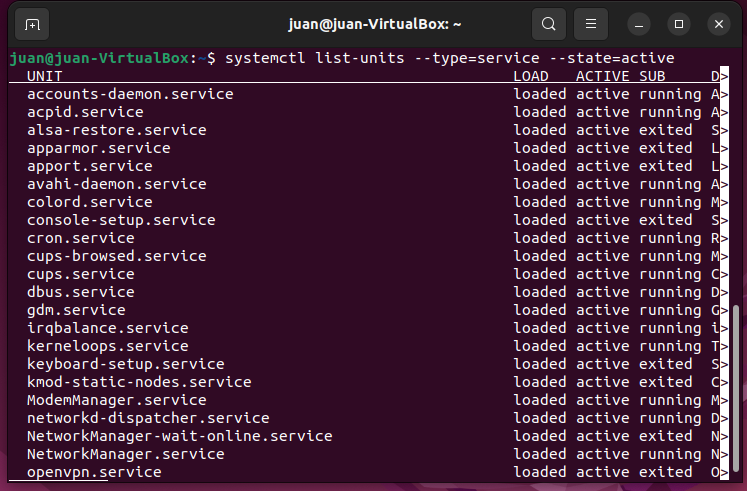 juan@juan-VirtualBox: ~
juan@juan-VirtualBox:~$ systemctl list-units --type=service --state=active
UNIT LOAD ACTIVE SUB D>
accounts-daemon.service loaded active running A>
acpid.service loaded active running A>
alsa-restore.service loaded active exited S>
apparmor.service loaded active exited L>
apport.service loaded active exited L>
avahi-daemon.service loaded active running A>
colord.service loaded active running M>
console-setup.service loaded active exited S>
cron.service loaded active running R>
cups-browsed.service loaded active running M>
cups.service loaded active running C>
dbus.service loaded active running D>
gdm.service loaded active running G>
irqbalance.service loaded active running i>
kerneloops.service loaded active running T>
keyboard-setup.service loaded active exited S>
kmod-static-nodes.service loaded active exited C>
ModemManager.service loaded active running M>
networkd-dispatcher.service loaded active running D>
NetworkManager-wait-online.service loaded active exited N>
NetworkManager.service loaded active running N>
openvpn.service loaded active exited O>